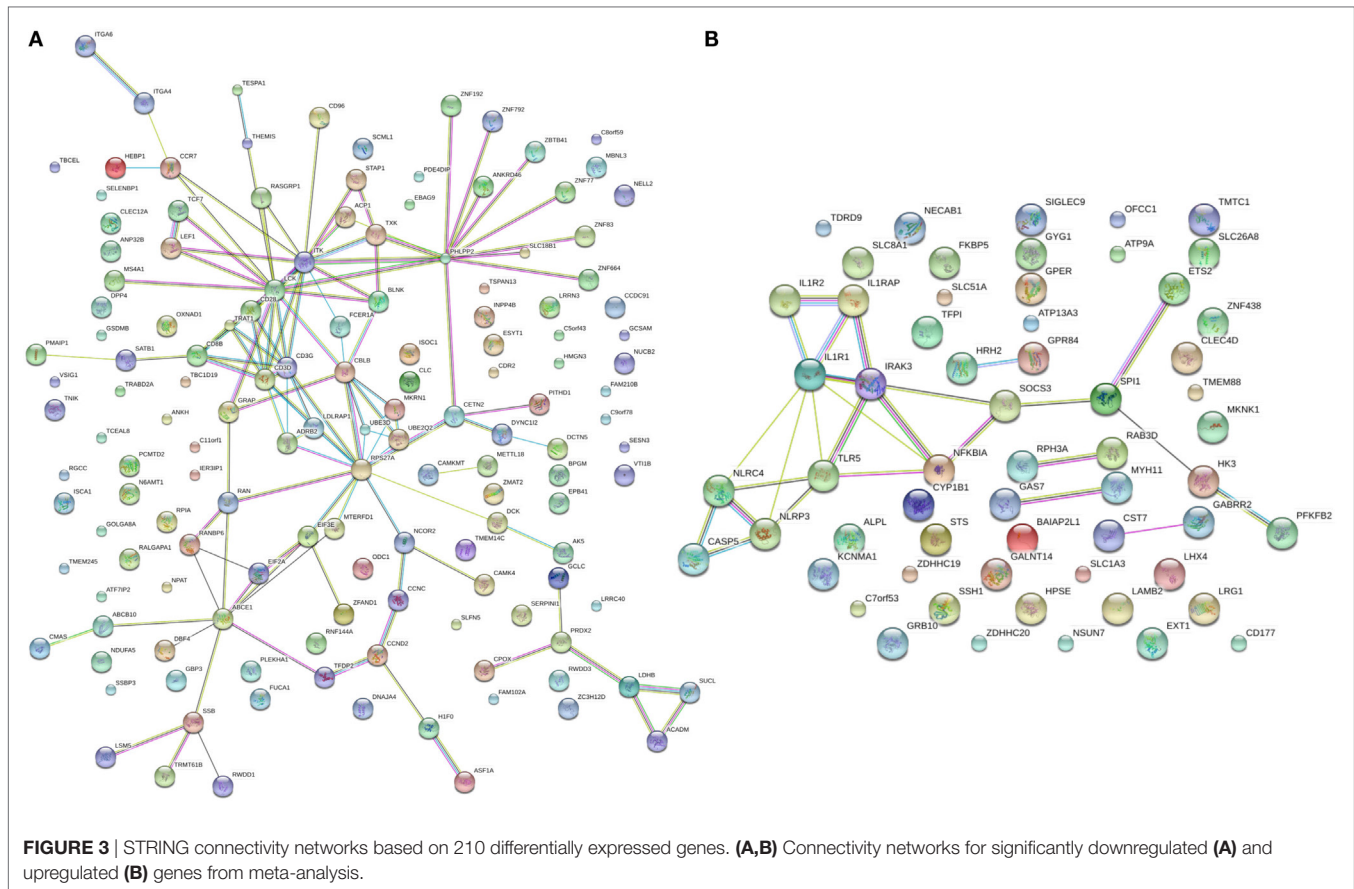 A
B
ITGA6
ITGA4
TESPA1
CD96
ZNF192
ZNF792
THEMIS
SCML1
ZBTB41
C8orf59
TBCEL
HEBP1
CCR7
STAP1
PDE4DIP
MBNL3
SELENBP1
RASGRP1
ANKRD46
ZNF77
NELL2
TCF7
ACP1
EBAG9
CLEC12A
TXK
LEF1
ZNF83
ANP32B
ITK
PHLPP2
SLC18B1
MS4A1
LCK
ZNF664
TSPAN13
BLNK
CD28
DPP4
INPP4B
LRRN3
CCDC91
OXNAD1
TRAT1
FCER1A
GSDMB
ESYT1
C5orf43
GCSAM
PMAIP1
SATB1
CD8B
CD3G
ISOC1
NUCB2
CBLB
HMGN3
VSIG1
TRABD2A
TBC1D19
CD3D
CLC
CDR2
FAM210B
TNIK
MKRN1
PITHD1
ANKH
GRAP
LDLRAP1
CETN2
C9orf78
UBE3D
DYNC1I2
TCEAL8
C11orf1
ADRB2
UBE2Q2
DCTN5
SESN3
PCMTD2
METTL18
RGCC
IER3IP1
RPS27A
CAMKMT
BPGM
VTI1B
N6AMT1
ZMAT2
ISCA1
RAN
EPB41
GOLGA8A
RPIA
MTERFD1
DCK
EIF3E
NCOR2
RANBP6
AK5
TMEM245
RALGAPA1
TMEM14C
EIF2A
ODC1
GCLC
ATF7IP2
NPAT
CAMK4
CCNC
ABCE1
ZFAND1
SERPINI1
LRRC40
ABCB10
SLFN5
CMAS
DBF4
RNF144A
PRDX2
NDUFA5
CCND2
GBP3
PLEKHA1
TFDP2
CPOX
RWDD3
LDHB
SUCL
SSBP3
FUCA1
DNAJA4
FAM102A
ZC3H12D
SSB
H1F0
ACADM
LSM5
TRMT61B
RWDD1
ASF1A
SIGLEC9
OFCC1
TMTC1
TDRD9
NECAB1
SLC8A1
FKBP5
GYG1
ATP9A
SLC26A8
IL1R2
IL1RAP
SLC51A
GPER
ETS2
TFPI
ATP13A3
ZNF438
HRH2
GPR84
CLEC4D
IL1R1
IRAK3
SOCS3
SPI1
TMEM88
MKNK1
TLR5
NFKBIA
RPH3A
RAB3D
NLRC4
HK3
CYP1B1
GAS7
MYH11
NLRP3
GABRR2
PFKFB2
CASP5
ALPL
STS
BAIAP2L1
CST7
KCNMA1
ZDHHC19
GALNT14
SLC1A3
LHX4
C7orf53
SSH1
HPSE
LAMB2
LRG1
GRB10
ZDHHC20
NSUN7
EXT1
CD177
FIGURE 3 | STRING connectivity networks based on 210 differentially expressed genes. (A,B) Connectivity networks for significantly downregulated (A) and
upregulated (B) genes from meta-analysis.